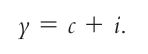 y = c + i.